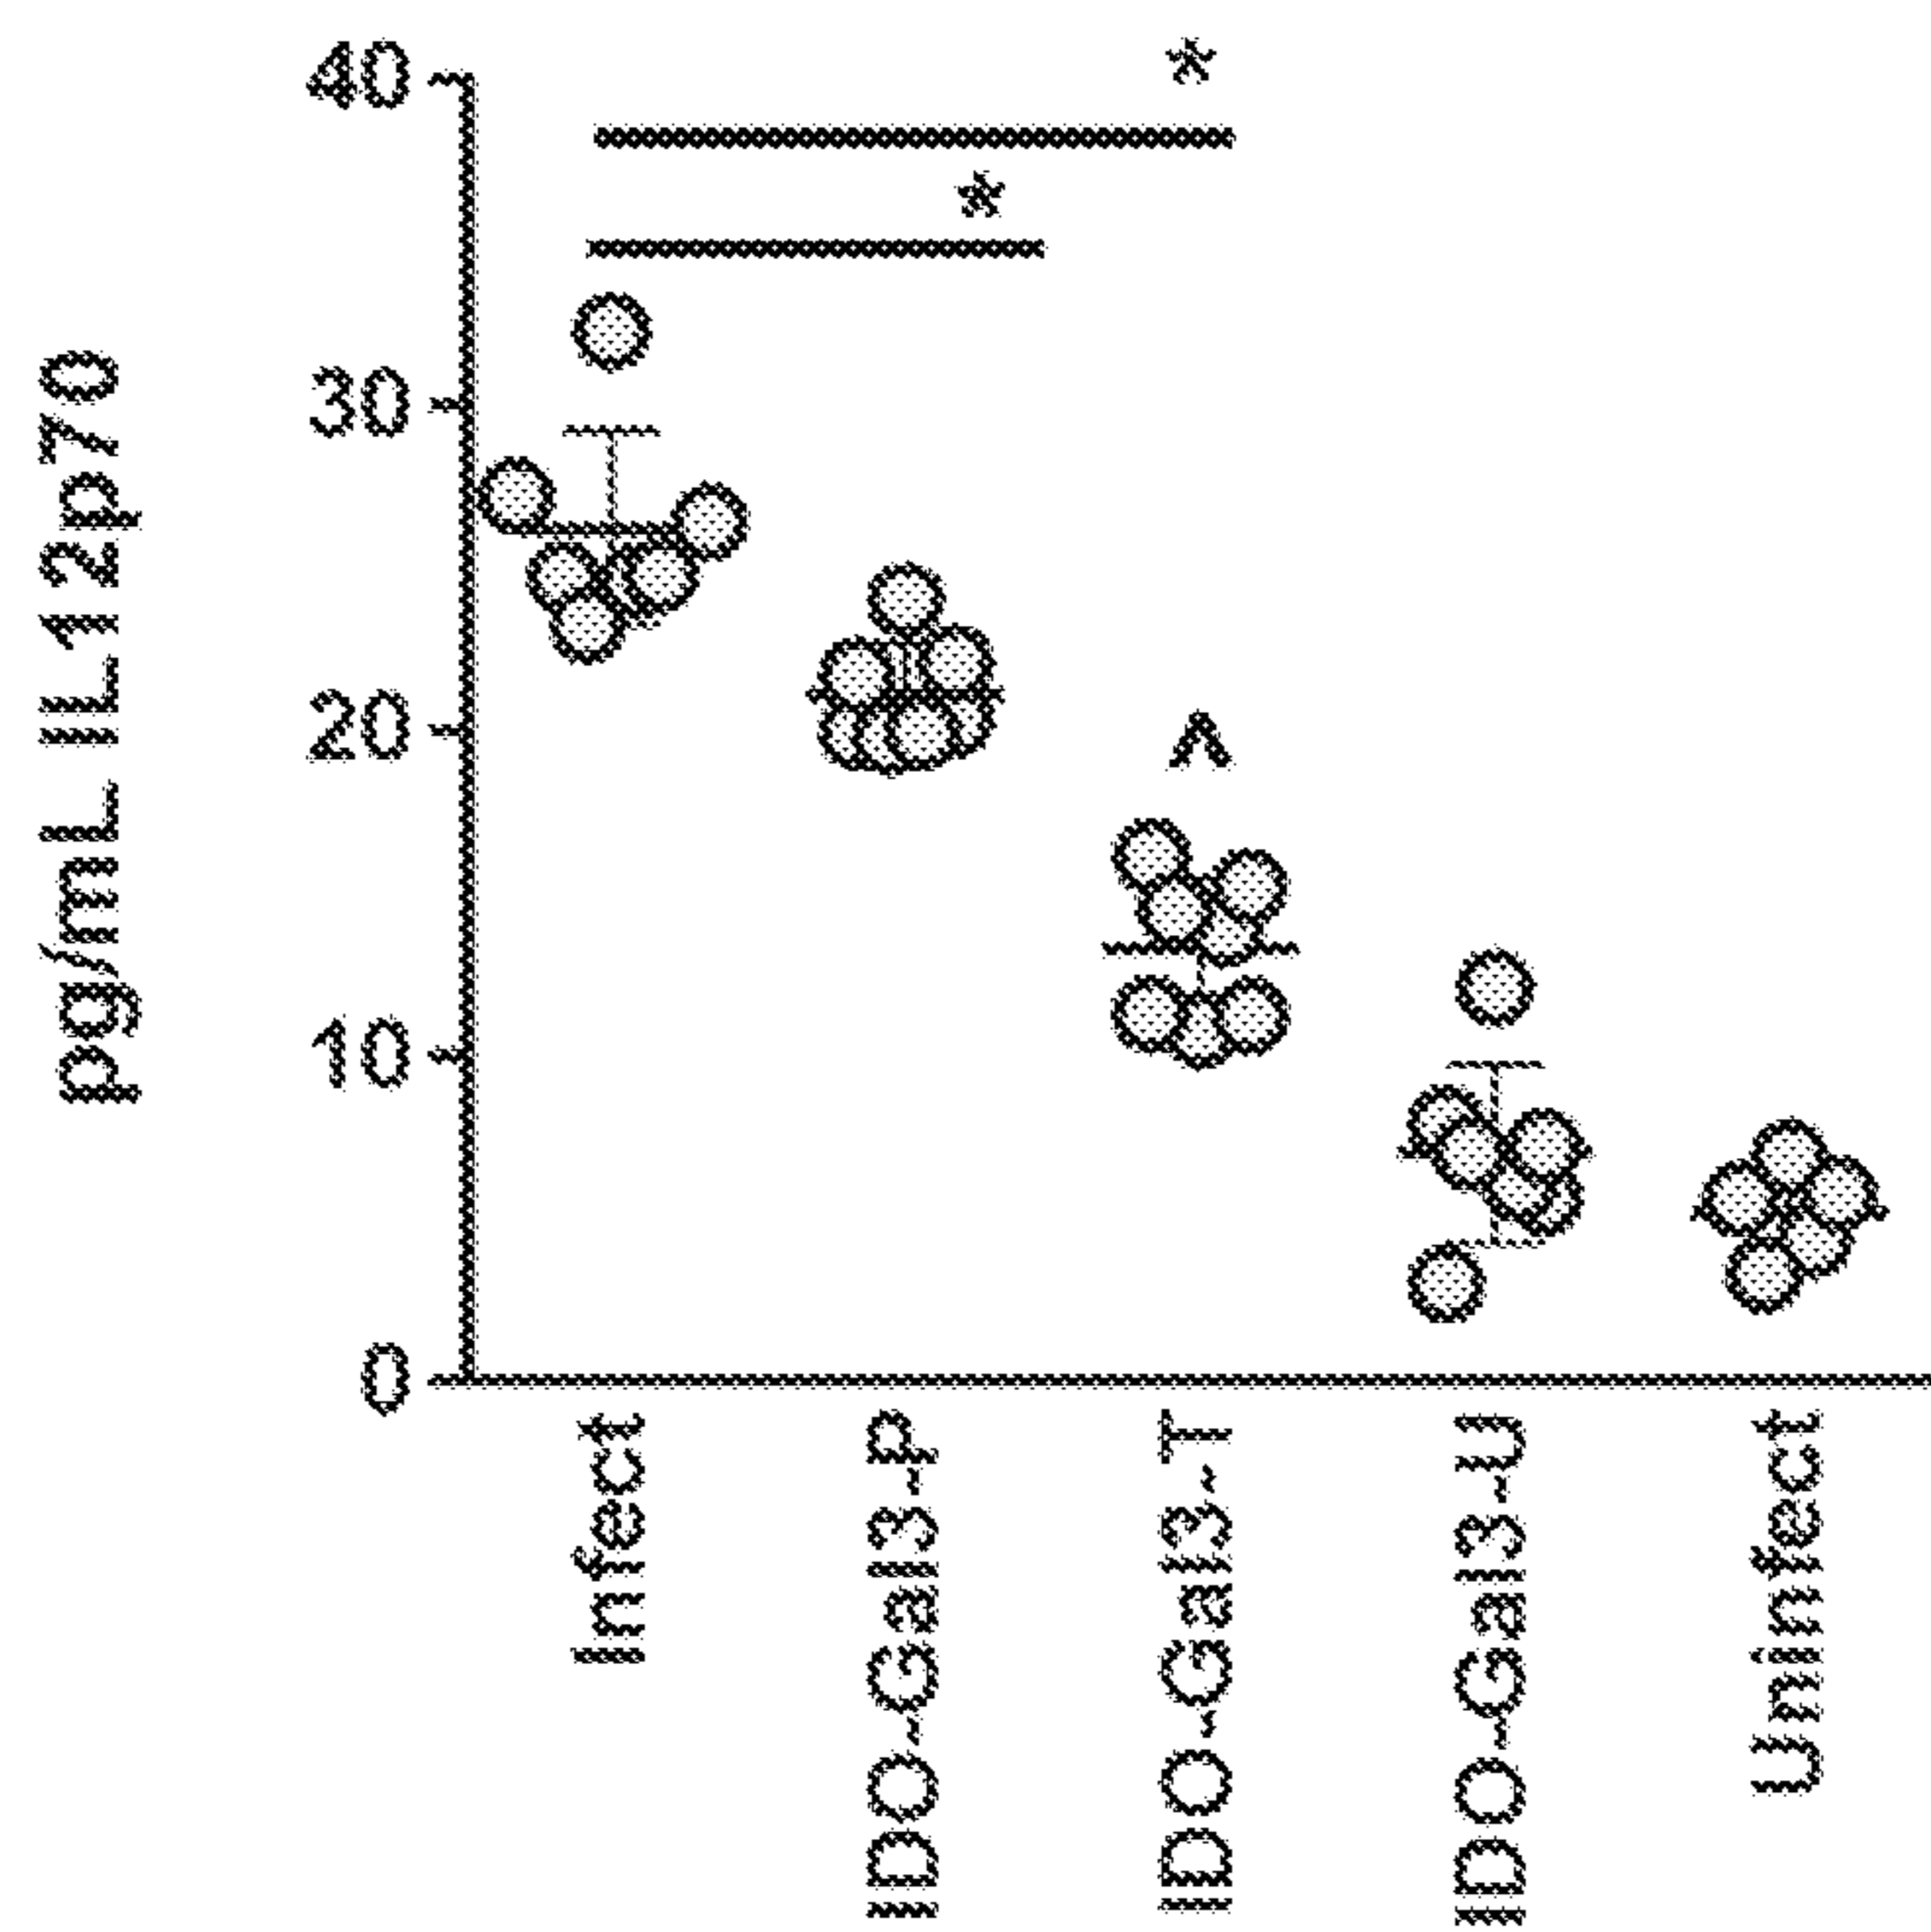 pg/mL IL12p70
40
30
20
10
0
*
*
^
Infect
IDO-Gal3-P
IDO-Gal3-T
IDO-Gal3-U
Uninfect